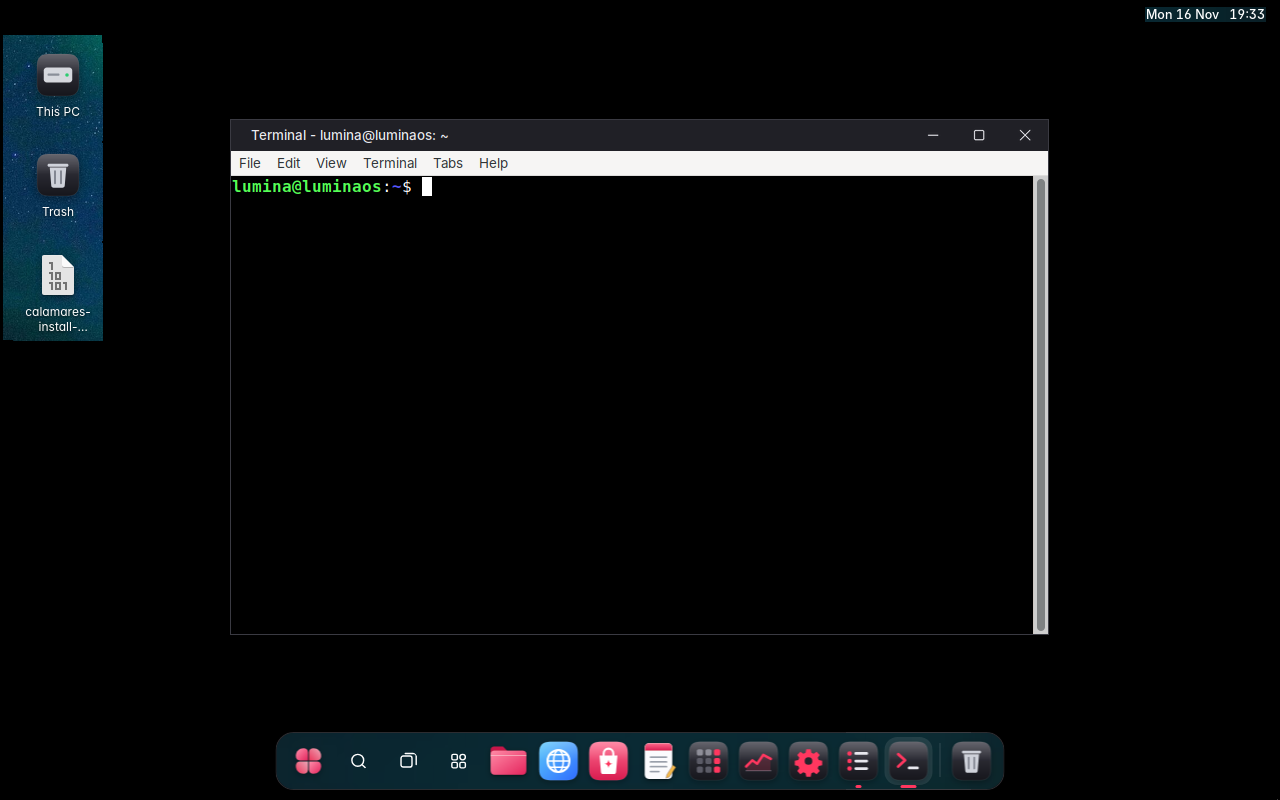 Mon 16 Nov 19:33
This PC
Trash
calamares-
install-...
Terminal - lumina@luminaos: ~
File Edit View Terminal Tabs Help
lumina@luminaos:~$